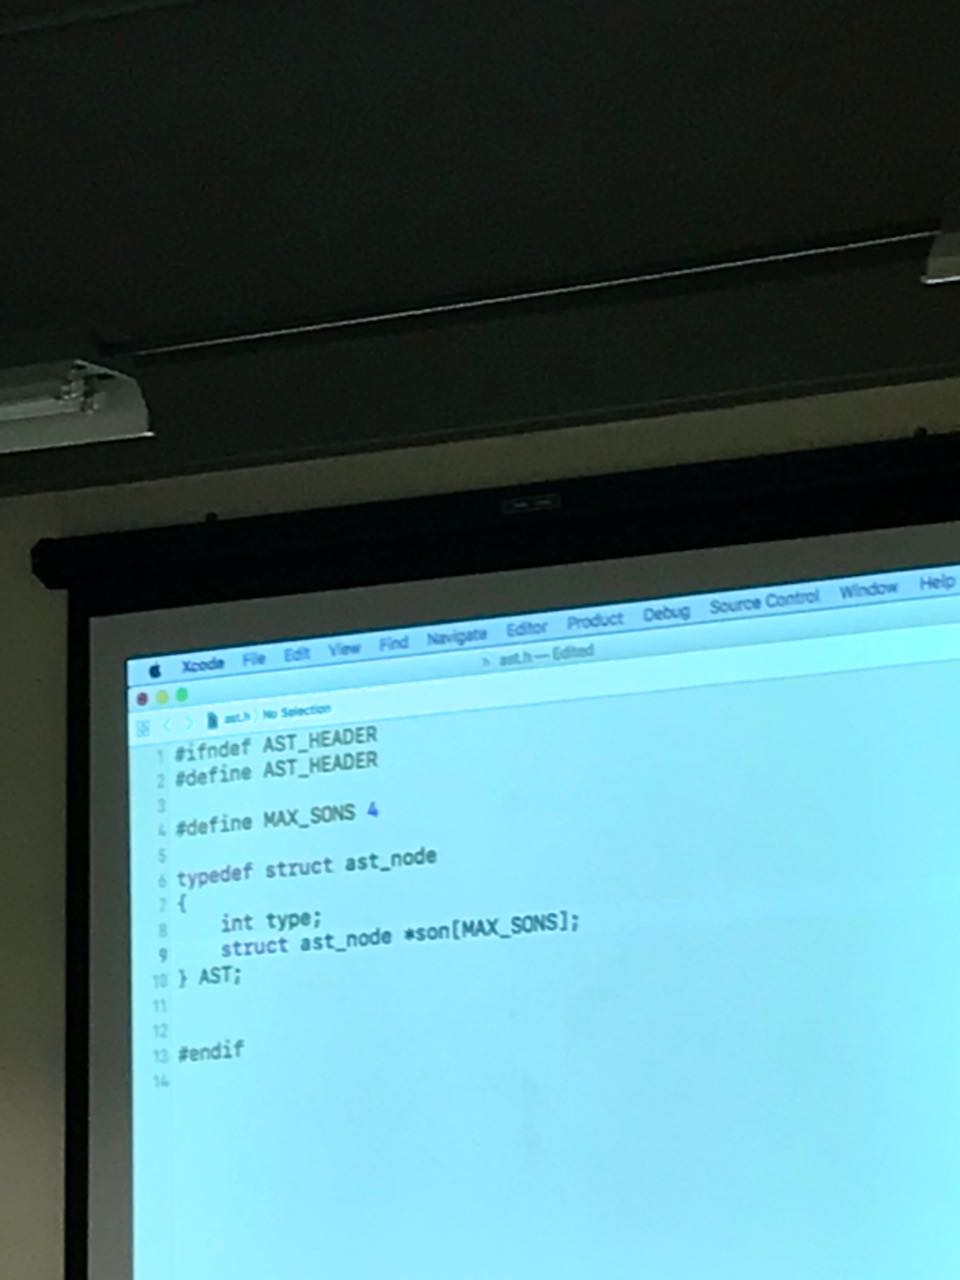 Xcode File Edit View Find Navigate Editor Product Debug Source Control Window Help
ast.h — Edited
ast.h No Selection
1 #ifndef AST_HEADER
2 #define AST_HEADER
3
4 #define MAX_SONS 4
5
6 typedef struct ast_node
7 {
8 int type;
9 struct ast_node *son[MAX_SONS];
10 } AST;
11
12
13 #endif
14